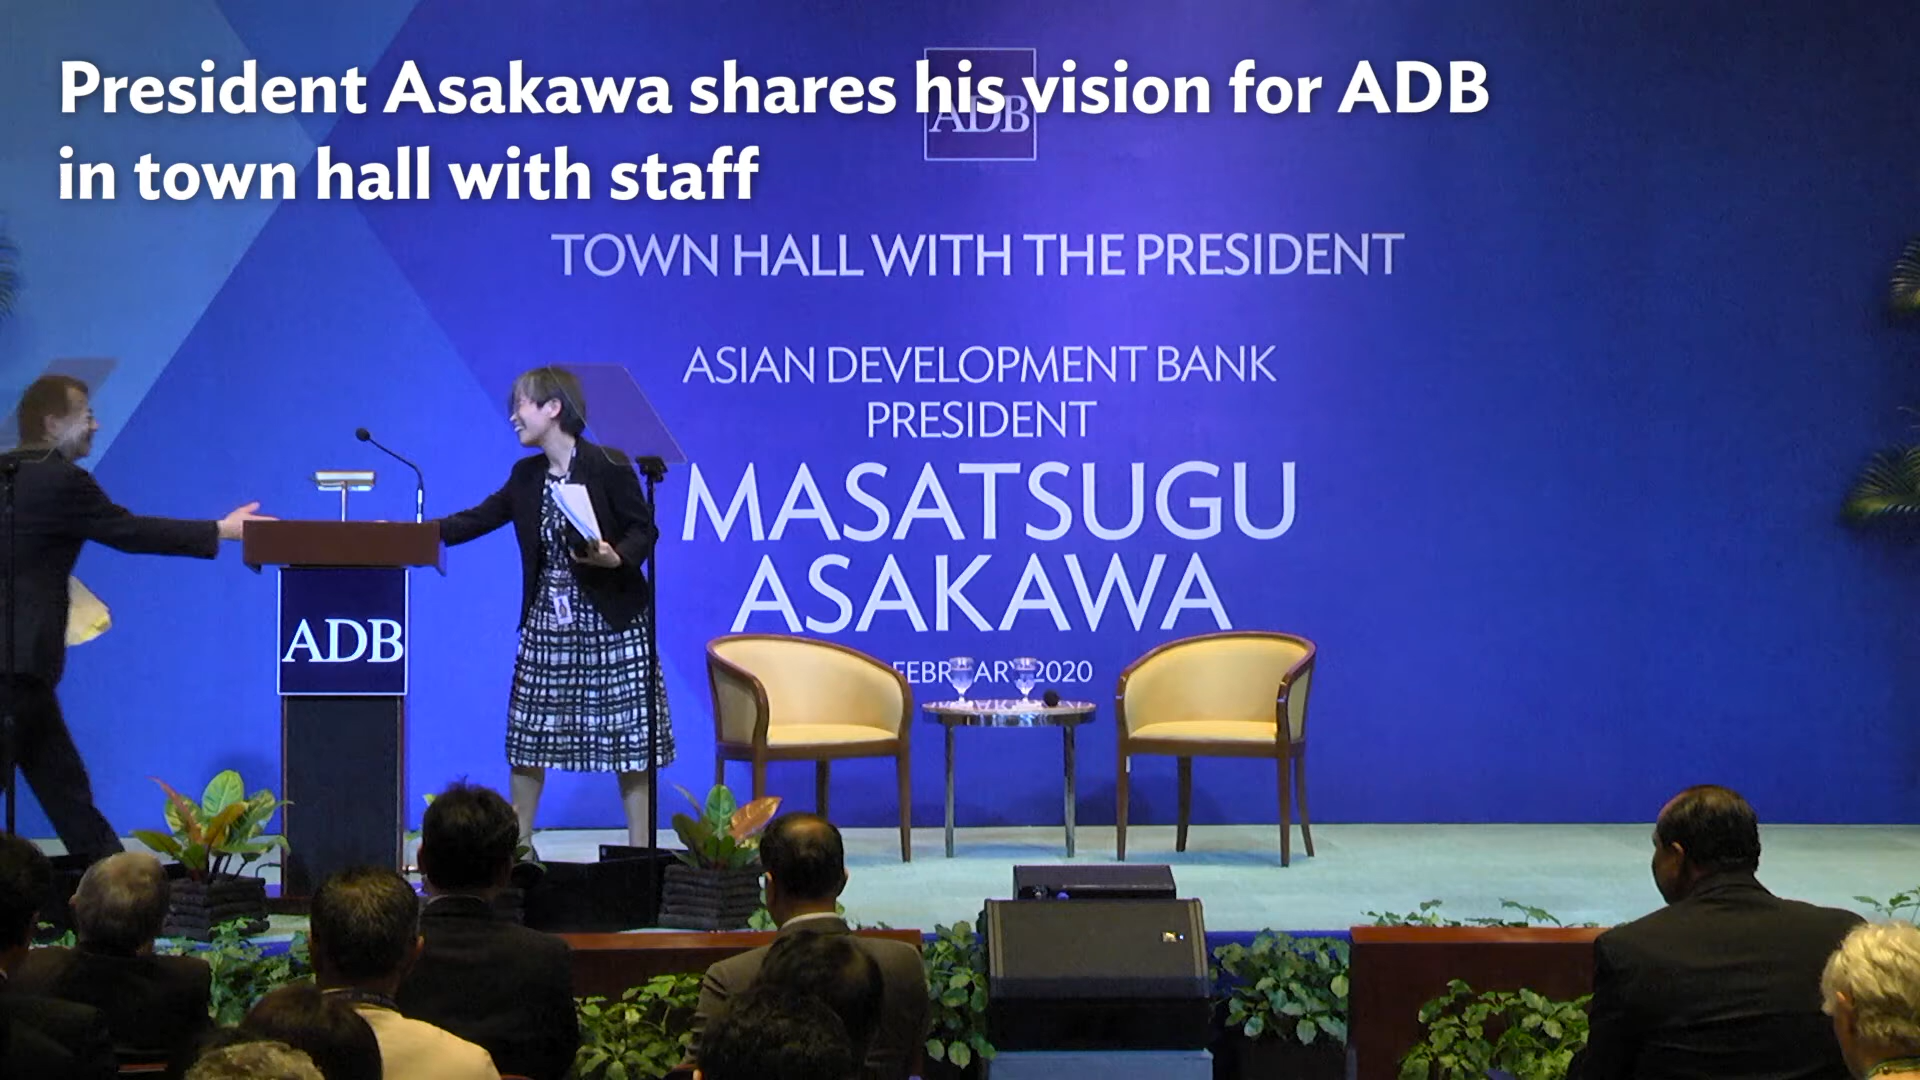 President Asakawa shares his vision for ADB
in town hall with staff
ADB
TOWN HALL WITH THE PRESIDENT
ASIAN DEVELOPMENT BANK
PRESIDENT
MASATSUGU
ASAKAWA
FEBRUARY 2020
ADB